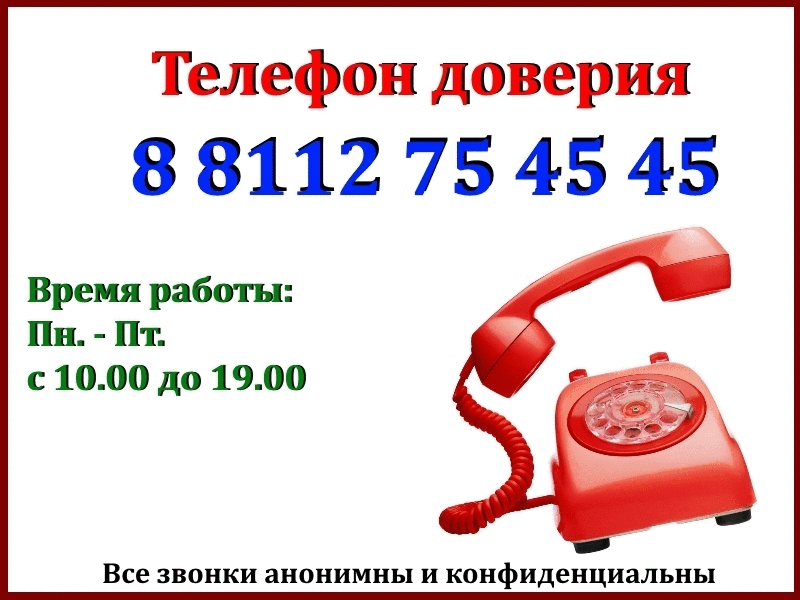 Телефон доверия
8 8112 75 45 45
Время работы:
Пн. - Пт.
с 10.00 до 19.00
Все звонки анонимны и конфиденциальны